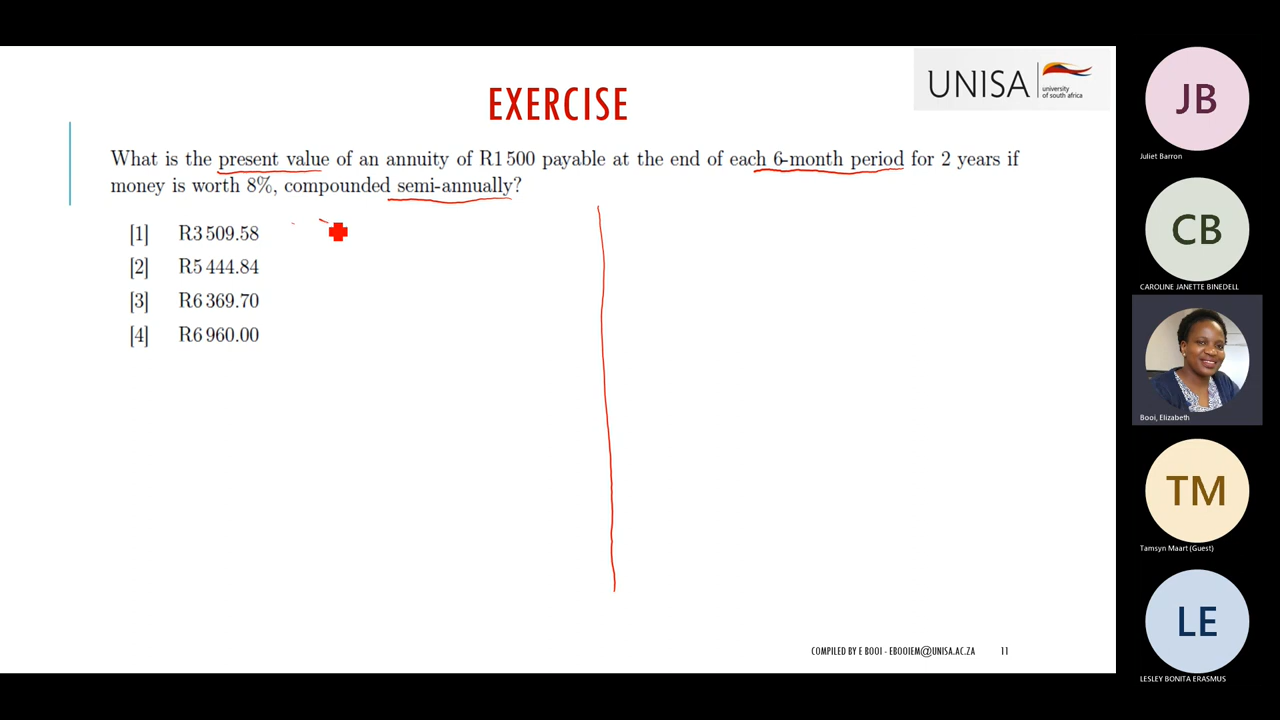 UNISA
university
of south africa
EXERCISE
What is the present value of an annuity of R1 500 payable at the end of each 6-month period for 2 years if
money is worth 8%, compounded semi-annually?
[1] R3 509.58
[2] R5 444.84
[3] R6 369.70
[4] R6 960.00
COMPILED BY E BOOI - EBOOIEM@UNISA.AC.ZA 11
JB
Juliet Barron
CB
CAROLINE JANETTE BINEDELL
Booi, Elizabeth
TM
Tamsyn Maart (Guest)
LE
LESLEY BONITA ERASMUS